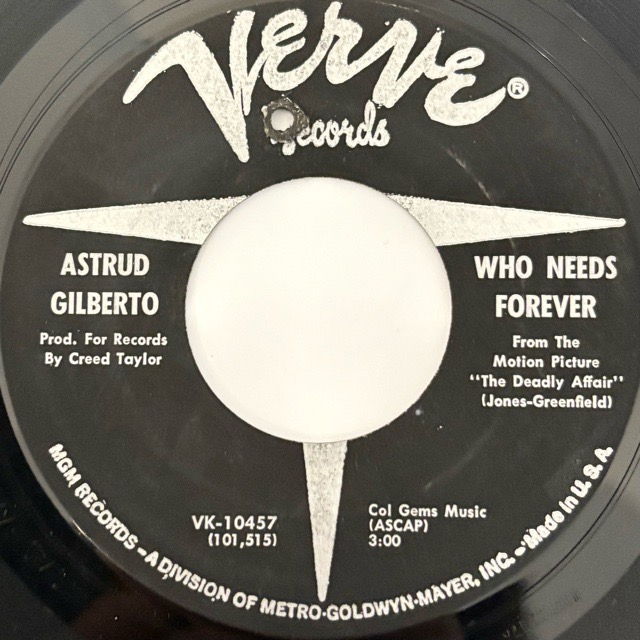 Verve®
Records
ASTRUD
GILBERTO
Prod. For Records
By Creed Taylor
WHO NEEDS
FOREVER
From The
Motion Picture
"The Deadly Affair"
(Jones-Greenfield)
VK-10457
(101,515)
Col Gems Music
(ASCAP)
3:00
MGM RECORDS - A DIVISION OF METRO-GOLDWYN-MAYER, INC. - Made in U.S.A.